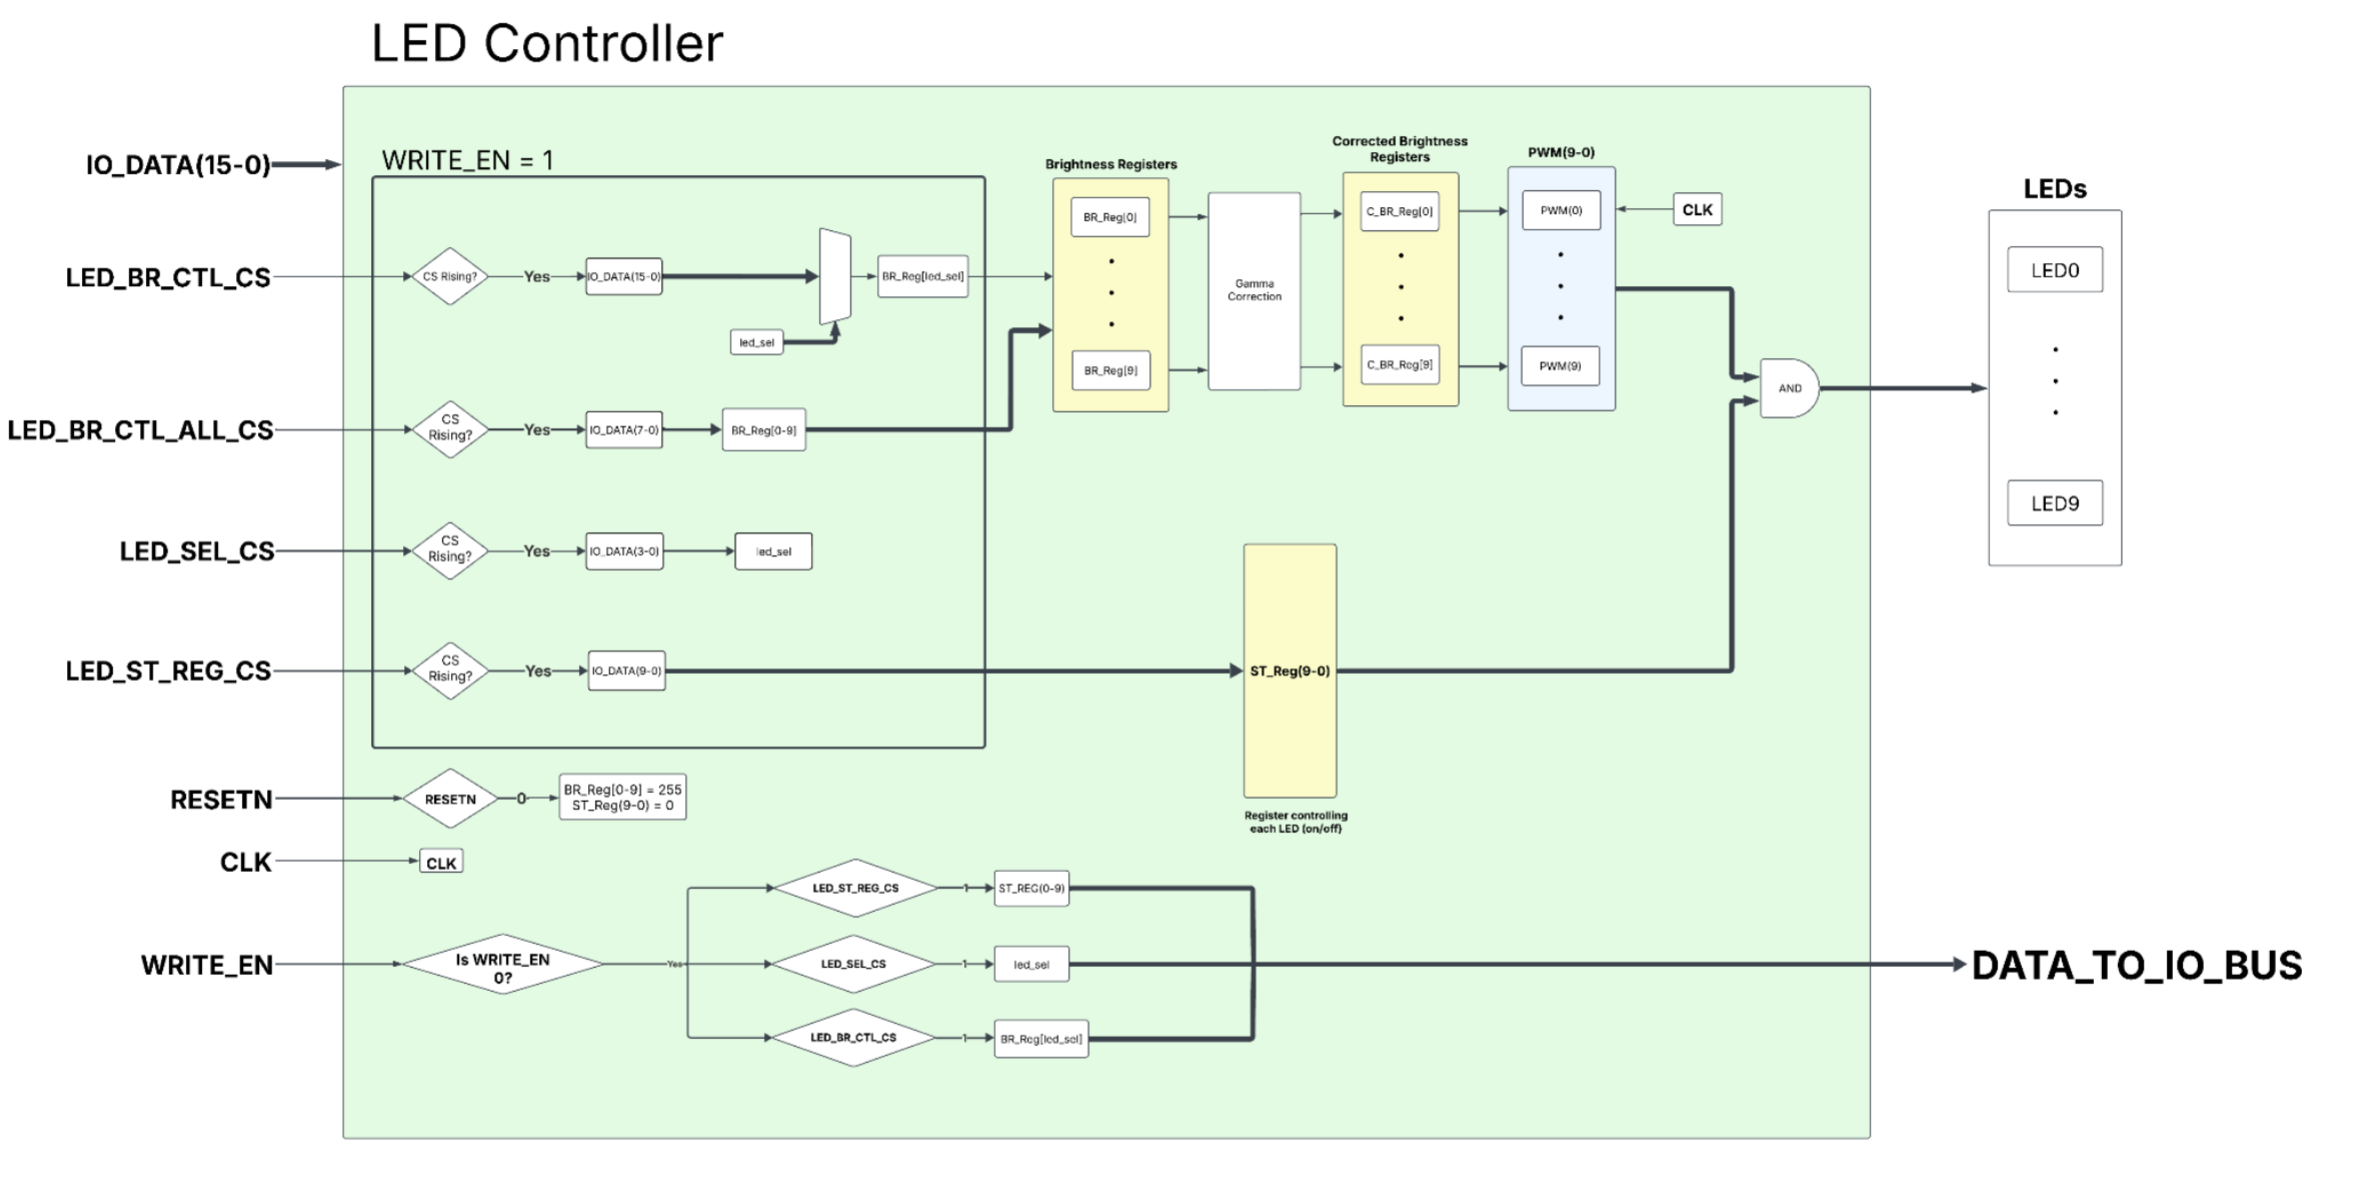 LED Controller
IO_DATA(15-0)
WRITE_EN = 1
LED_BR_CTL_CS
CS Rising?
Yes
IO_DATA(15-0)
led_sel
BR_Reg[led_sel]
LED_BR_CTL_ALL_CS
CS
Rising?
Yes
IO_DATA(7-0)
BR_Reg[0-9]
LED_SEL_CS
CS
Rising?
Yes
IO_DATA(3-0)
led_sel
LED_ST_REG_CS
CS
Rising?
Yes
IO_DATA(9-0)
Brightness Registers
BR_Reg[0]
BR_Reg[9]
Gamma
Correction
Corrected Brightness
Registers
C_BR_Reg[0]
C_BR_Reg[9]
PWM(9-0)
PWM(0)
PWM(9)
CLK
AND
LEDs
LED0
LED9
ST_Reg(9-0)
Register controlling
each LED (on/off)
RESETN
RESETN
0
BR_Reg[0-9] = 255
ST_Reg(9-0) = 0
CLK
CLK
WRITE_EN
Is WRITE_EN
0?
Yes
LED_ST_REG_CS
1
ST_REG(0-9)
LED_SEL_CS
1
led_sel
LED_BR_CTL_CS
1
BR_Reg[led_sel]
DATA_TO_IO_BUS